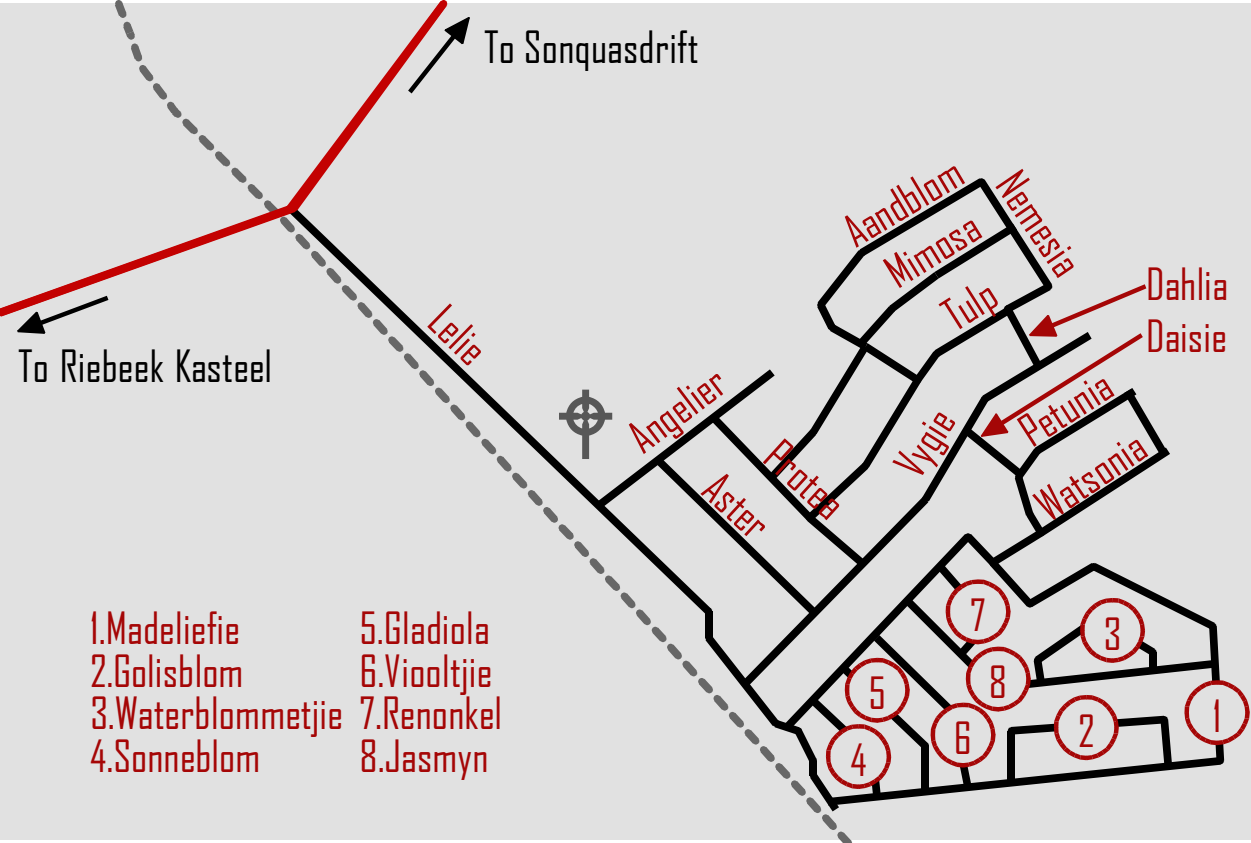 To Sonquasdrift
Aandblom
Nemesia
Mimosa
Dahlia
Tulp
Lelie
Daisie
To Riebeek Kasteel
Angelier
Petunia
Vygie
Protea
Watsonia
Aster
1.Madeliefie
2.Golisblom
3.Waterblommetjie
4.Sonneblom
5.Gladiola
6.Viooltjie
7.Renonkel
8.Jasmyn
7
3
8
5
1
6
2
4